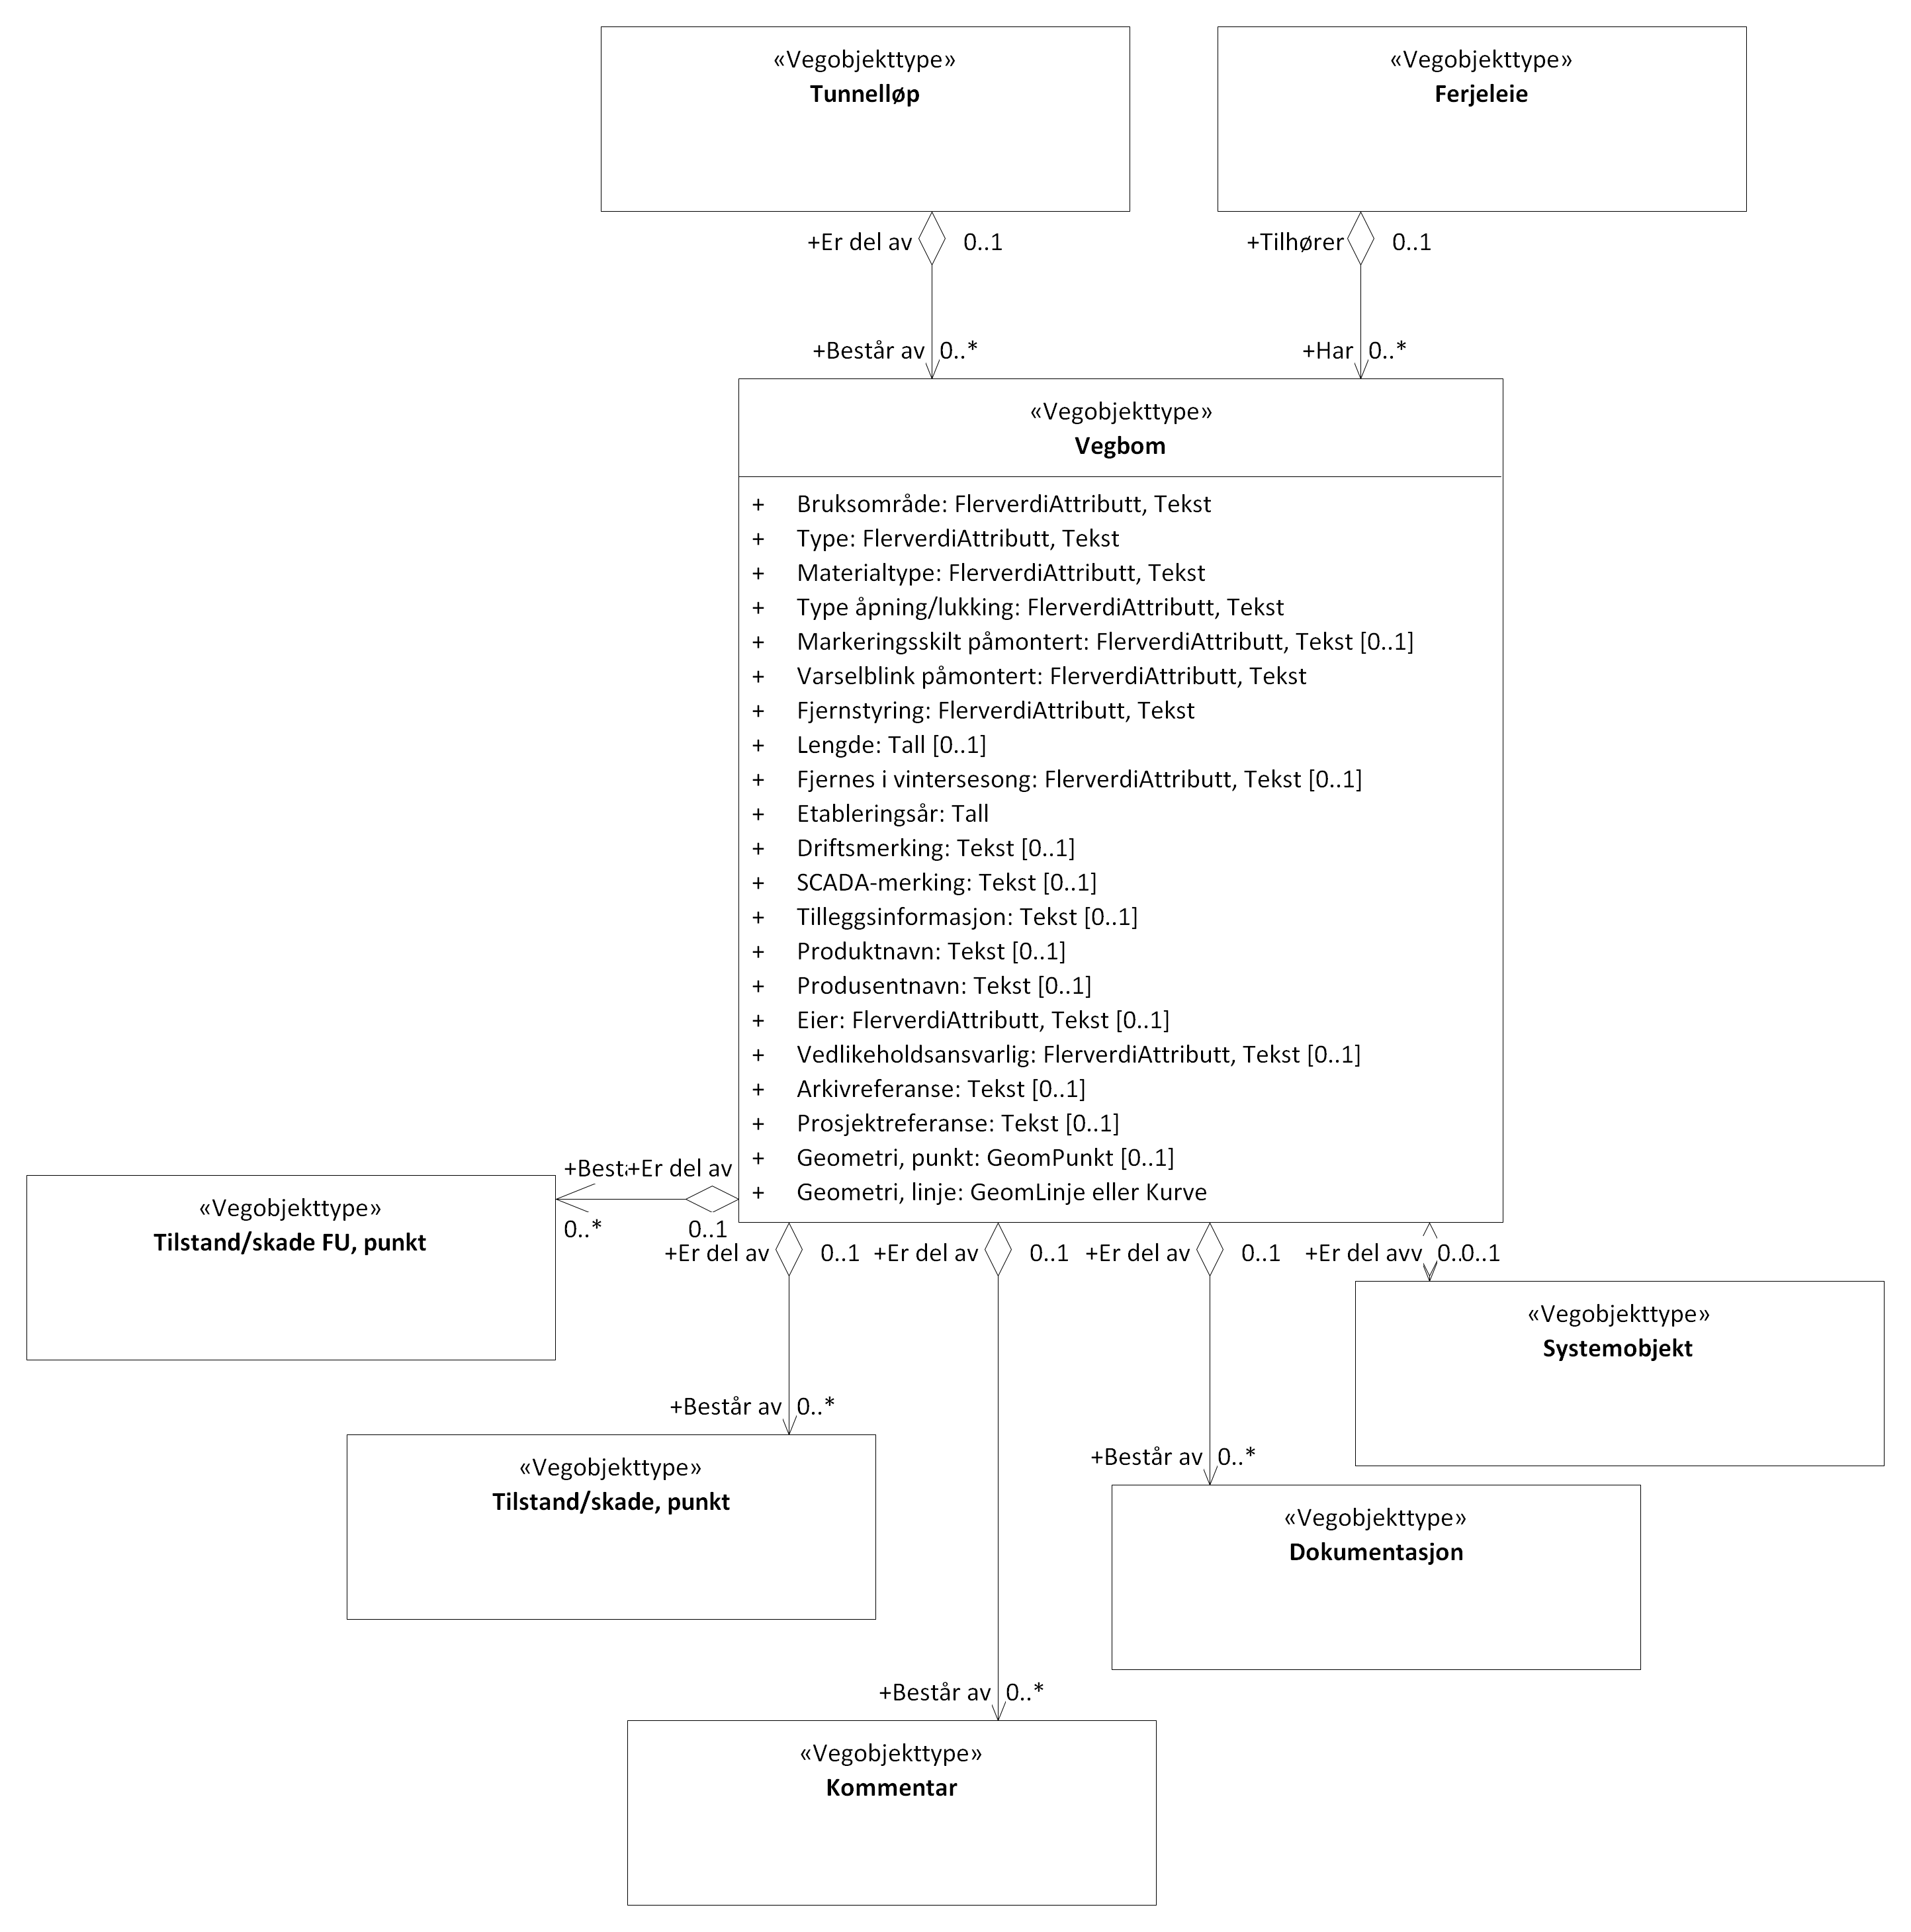 «Vegobjekttype»
Tunnelløp
«Vegobjekttype»
Ferjeleie
+Er del av 0..1
+Tilhører 0..1
+Består av 0..*
+Har 0..*
«Vegobjekttype»
Vegbom
+ Bruksområde: FlerverdiAttributt, Tekst
+ Type: FlerverdiAttributt, Tekst
+ Materialtype: FlerverdiAttributt, Tekst
+ Type åpning/lukking: FlerverdiAttributt, Tekst
+ Markeringsskilt påmontert: FlerverdiAttributt, Tekst [0..1]
+ Varselblink påmontert: FlerverdiAttributt, Tekst
+ Fjernstyring: FlerverdiAttributt, Tekst
+ Lengde: Tall [0..1]
+ Fjernes i vintersesong: FlerverdiAttributt, Tekst [0..1]
+ Etableringsår: Tall
+ Driftsmerking: Tekst [0..1]
+ SCADA-merking: Tekst [0..1]
+ Tilleggsinformasjon: Tekst [0..1]
+ Produktnavn: Tekst [0..1]
+ Produsentnavn: Tekst [0..1]
+ Eier: FlerverdiAttributt, Tekst [0..1]
+ Vedlikeholdsansvarlig: FlerverdiAttributt, Tekst [0..1]
+ Arkivreferanse: Tekst [0..1]
+ Prosjektreferanse: Tekst [0..1]
+ Geometri, punkt: GeomPunkt [0..1]
+ Geometri, linje: GeomLinje eller Kurve
+Er del av
0..* 0..1
«Vegobjekttype»
Tilstand/skade FU, punkt
+Er del av 0..1
+Er del av 0..1
+Er del av 0..1
+Er del av 0..1
«Vegobjekttype»
Systemobjekt
+Består av 0..*
«Vegobjekttype»
Tilstand/skade, punkt
+Består av 0..*
«Vegobjekttype»
Dokumentasjon
+Består av 0..*
«Vegobjekttype»
Kommentar